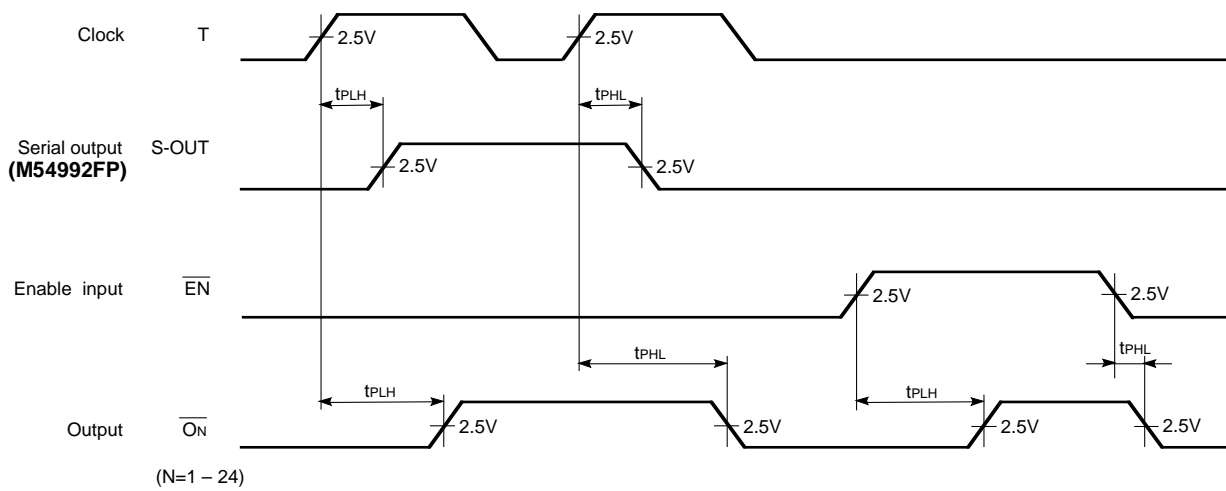 Clock T 2.5V 2.5V
tPLH tPHL
Serial output S-OUT
(M54992FP) 2.5V 2.5V
Enable input EN 2.5V 2.5V
tPHL tPHL
tPLH tPLH
Output ON 2.5V 2.5V 2.5V 2.5V
(N=1 – 24)